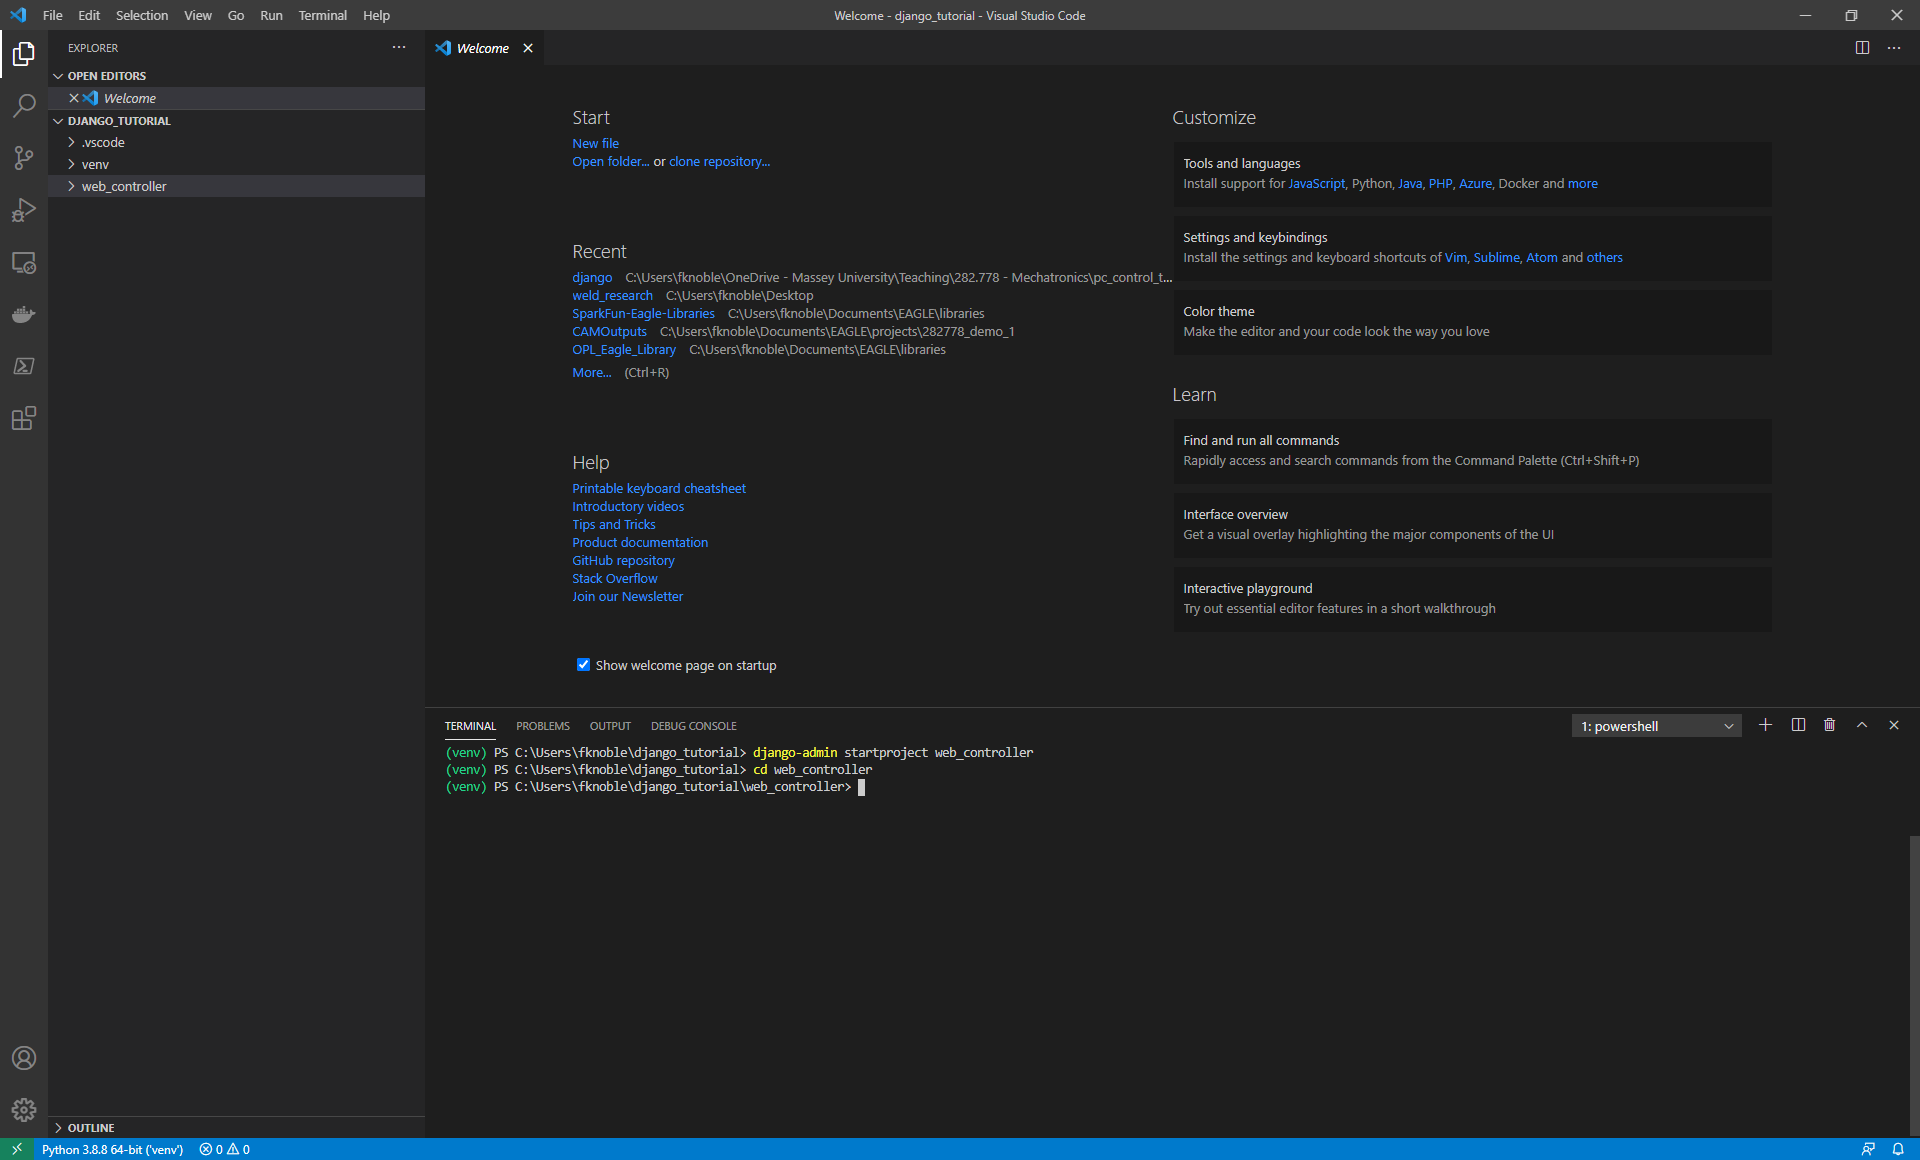 File Edit Selection View Go Run Terminal Help
Welcome - django_tutorial - Visual Studio Code
EXPLORER
OPEN EDITORS
Welcome
DJANGO_TUTORIAL
.vscode
venv
web_controller
OUTLINE
Welcome
Start
New file
Open folder... or clone repository...
Recent
django C:\Users\fknoble\OneDrive - Massey University\Teaching\282.778 - Mechatronics\pc_control_t...
weld_research C:\Users\fknoble\Desktop
SparkFun-Eagle-Libraries C:\Users\fknoble\Documents\EAGLE\libraries
CAMOutputs C:\Users\fknoble\Documents\EAGLE\projects\282778_demo_1
OPL_Eagle_Library C:\Users\fknoble\Documents\EAGLE\libraries
More... (Ctrl+R)
Help
Printable keyboard cheatsheet
Introductory videos
Tips and Tricks
Product documentation
GitHub repository
Stack Overflow
Join our Newsletter
Show welcome page on startup
Customize
Tools and languages
Install support for JavaScript, Python, Java, PHP, Azure, Docker and more
Settings and keybindings
Install the settings and keyboard shortcuts of Vim, Sublime, Atom and others
Color theme
Make the editor and your code look the way you love
Learn
Find and run all commands
Rapidly access and search commands from the Command Palette (Ctrl+Shift+P)
Interface overview
Get a visual overlay highlighting the major components of the UI
Interactive playground
Try out essential editor features in a short walkthrough
TERMINAL PROBLEMS OUTPUT DEBUG CONSOLE
1: powershell
(venv) PS C:\Users\fknoble\django_tutorial> django-admin startproject web_controller
(venv) PS C:\Users\fknoble\django_tutorial> cd web_controller
(venv) PS C:\Users\fknoble\django_tutorial\web_controller>
Python 3.8.8 64-bit ('venv') 0 0